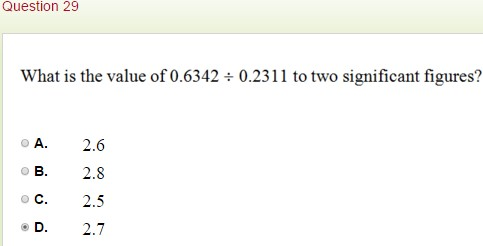 Question 29
What is the value of 0.6342 ÷ 0.2311 to two significant figures?
A. 2.6
B. 2.8
C. 2.5
D. 2.7